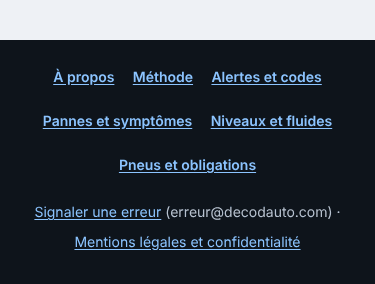 À propos Méthode Alertes et codes
Pannes et symptômes Niveaux et fluides
Pneus et obligations
Signaler une erreur (erreur@decodauto.com) ·
Mentions légales et confidentialité